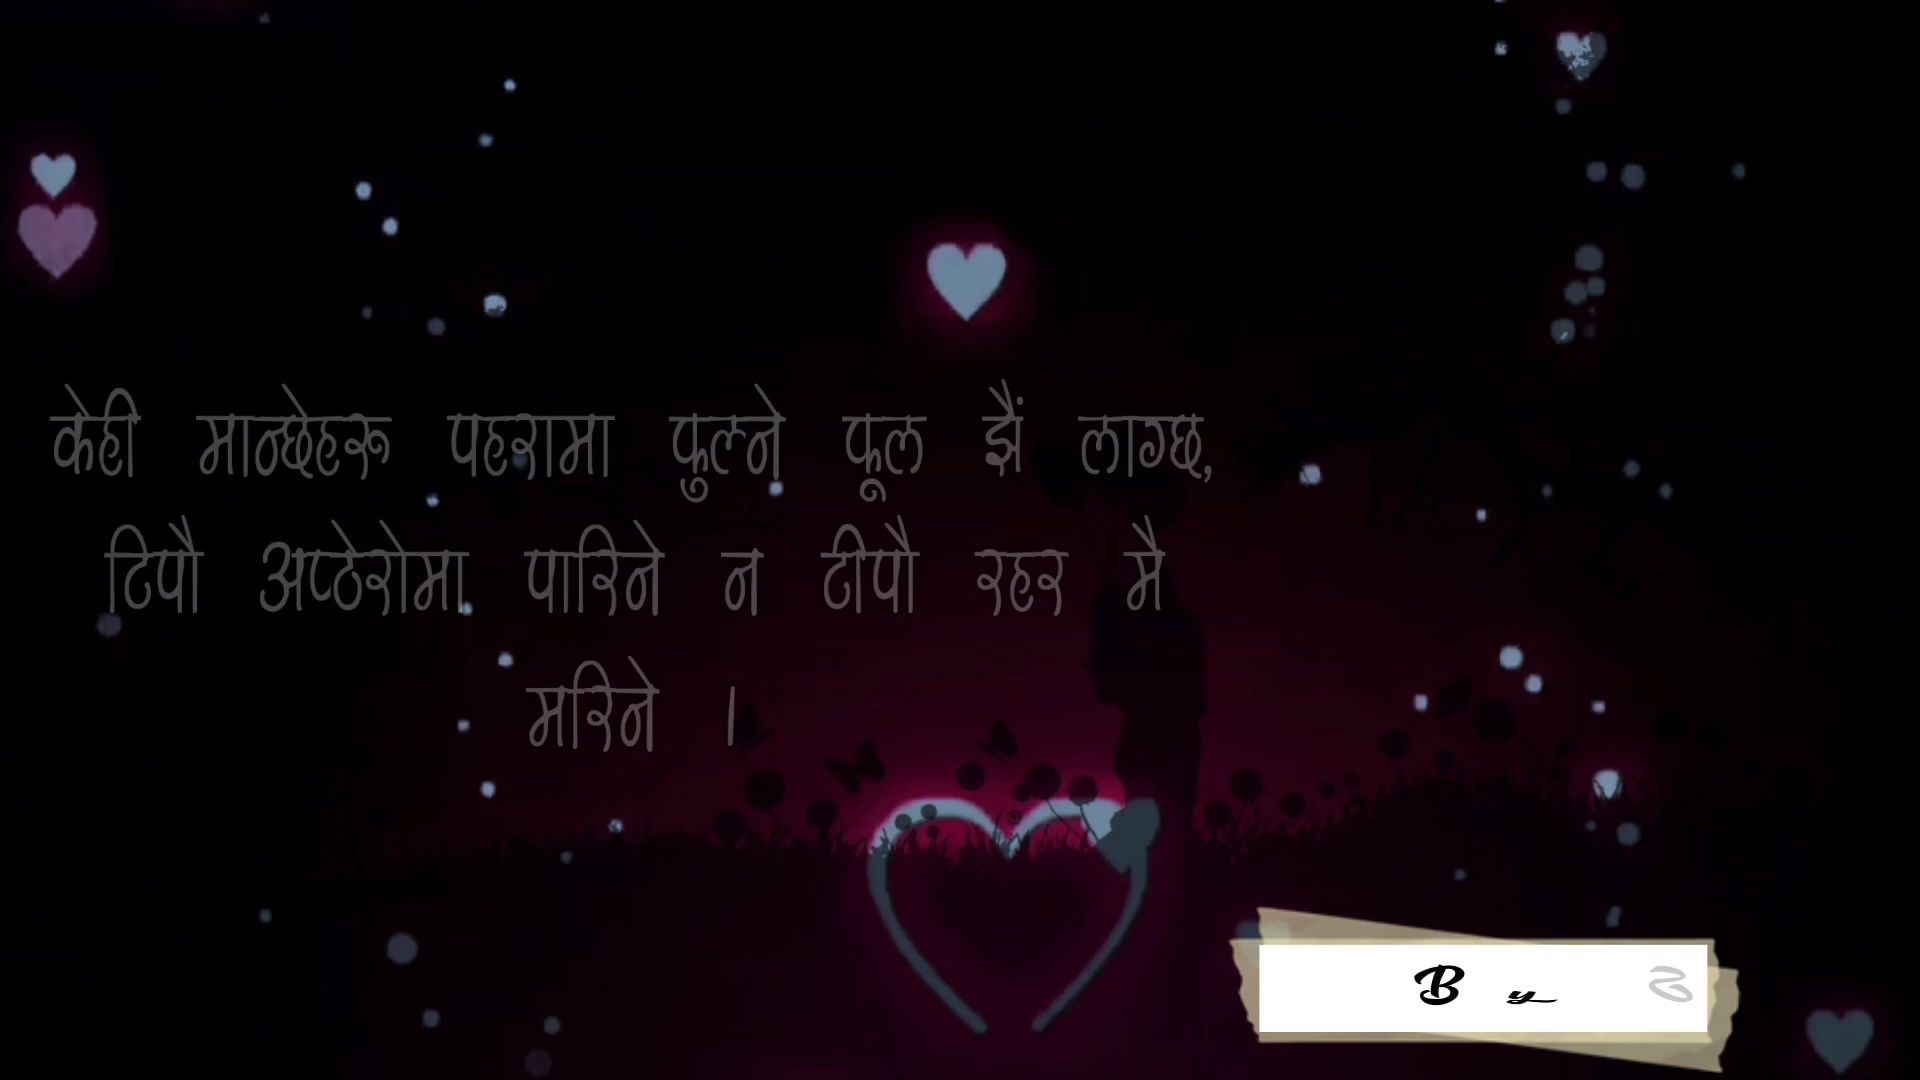 केही मान्छेहरू पहरामा फुल्ने फूल झैं लाग्छ,
टिपौ अप्ठेरोमा पारिने न टीपौ रहर मै
मरिने ।
By